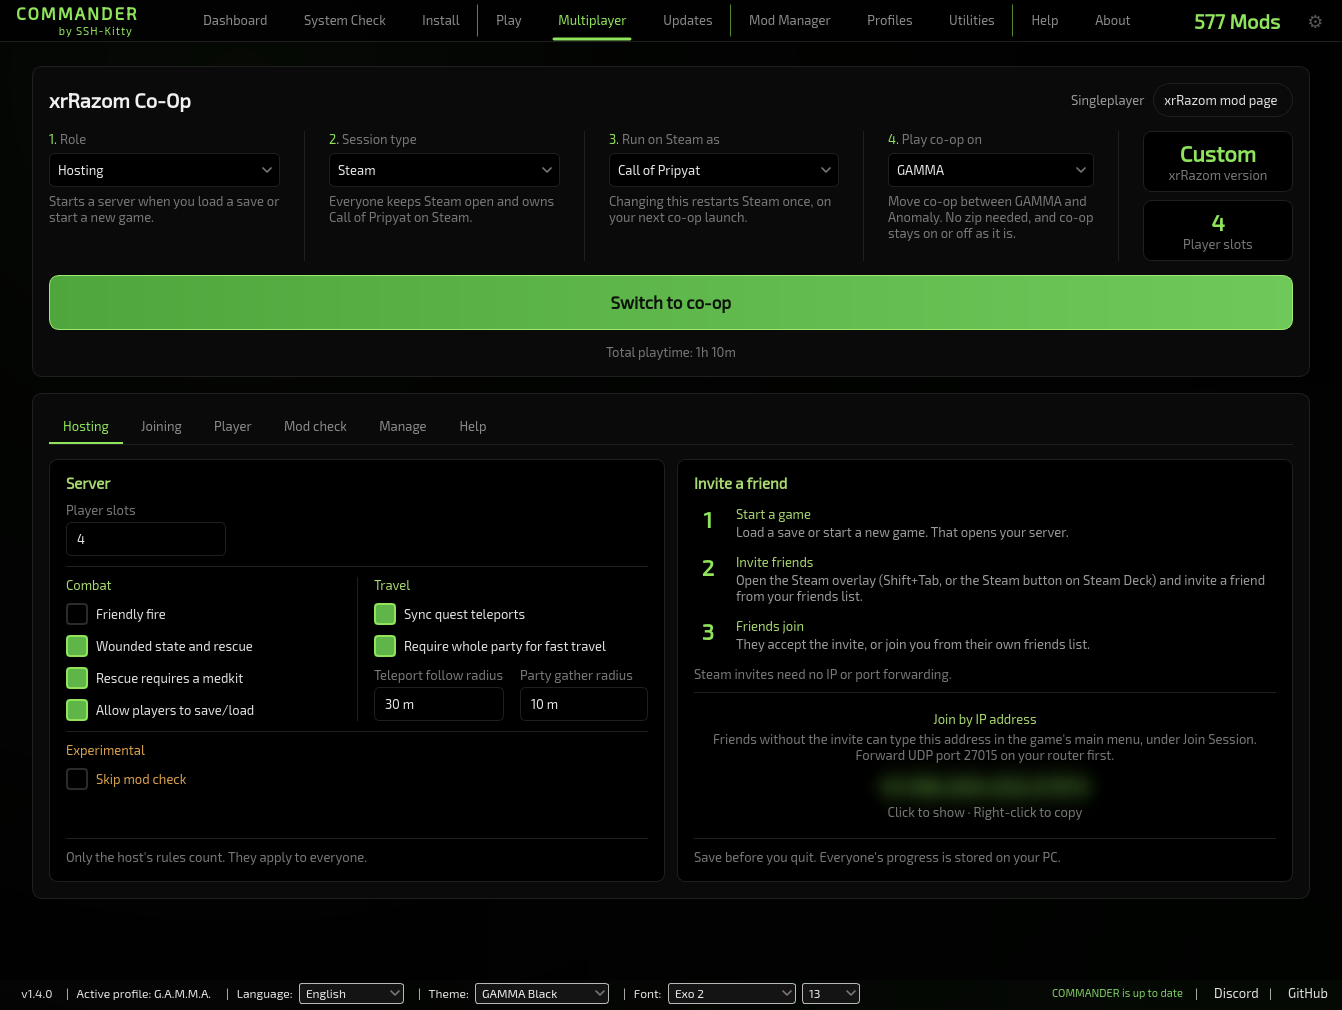 COMMANDER
by SSH-Kitty
Dashboard
System Check
Install
Play
Multiplayer
Updates
Mod Manager
Profiles
Utilities
Help
About
577 Mods
xrRazom Co-Op
Singleplayer
xrRazom mod page
1. Role
Hosting
Starts a server when you load a save or
start a new game.
2. Session type
Steam
Everyone keeps Steam open and owns
Call of Pripyat on Steam.
3. Run on Steam as
Call of Pripyat
Changing this restarts Steam once, on
your next co-op launch.
4. Play co-op on
GAMMA
Move co-op between GAMMA and
Anomaly. No zip needed, and co-op
stays on or off as it is.
Custom
xrRazom version
4
Player slots
Switch to co-op
Total playtime: 1h 10m
Hosting
Joining
Player
Mod check
Manage
Help
Server
Player slots
4
Combat
Friendly fire
Wounded state and rescue
Rescue requires a medkit
Allow players to save/load
Travel
Sync quest teleports
Require whole party for fast travel
Teleport follow radius
30 m
Party gather radius
10 m
Experimental
Skip mod check
Only the host's rules count. They apply to everyone.
Invite a friend
1
Start a game
Load a save or start a new game. That opens your server.
2
Invite friends
Open the Steam overlay (Shift+Tab, or the Steam button on Steam Deck) and invite a friend
from your friends list.
3
Friends join
They accept the invite, or join you from their own friends list.
Steam invites need no IP or port forwarding.
Join by IP address
Friends without the invite can type this address in the game's main menu, under Join Session.
Forward UDP port 27015 on your router first.
Click to show · Right-click to copy
Save before you quit. Everyone's progress is stored on your PC.
v1.4.0 | Active profile: G.A.M.M.A. | Language: English | Theme: GAMMA Black | Font: Exo 2 13
COMMANDER is up to date | Discord | GitHub